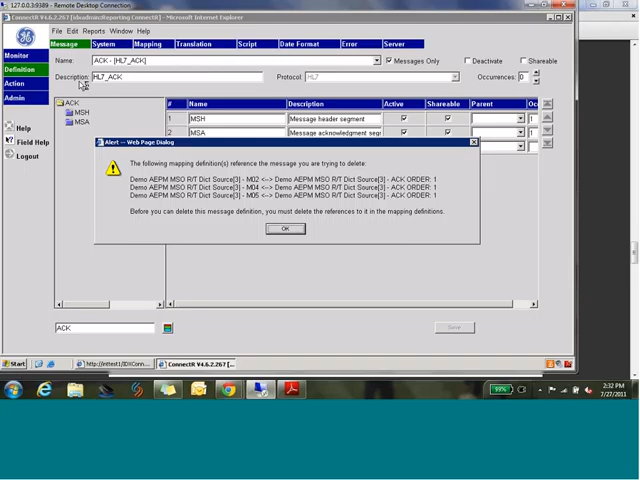 127.0.0.3:9389 - Remote Desktop Connection
ConnectR V4.6.2.267 [idxadmin:Reporting ConnectR] - Microsoft Internet Explorer
File Edit Reports Window Help
Message System Mapping Translation Script Date Format Error Server
Monitor
Definition
Action
Admin
Help
Field Help
Logout
Name: ACK - [HL7_ACK] Messages Only Deactivate Shareable
Description: HL7_ACK Protocol: HL7 Occurrences: 0
ACK
MSH
MSA
# Name Description Active Shareable Parent
1 MSH Message header segment 1
2 MSA Message acknowledgment segr 1
Alert -- Web Page Dialog
The following mapping definition(s) reference the message you are trying to delete:
Demo AEPM MSO R/T Dict Source[3] - M02 <--> Demo AEPM MSO R/T Dict Source[3] - ACK ORDER: 1
Demo AEPM MSO R/T Dict Source[3] - M04 <--> Demo AEPM MSO R/T Dict Source[3] - ACK ORDER: 1
Demo AEPM MSO R/T Dict Source[3] - M05 <--> Demo AEPM MSO R/T Dict Source[3] - ACK ORDER: 1
Before you can delete this message definition, you must delete the references to it in the mapping definitions.
OK
ACK
Save
Start
ConnectR V4.6.2.267 [...
99%
2:32 PM
7/27/2011